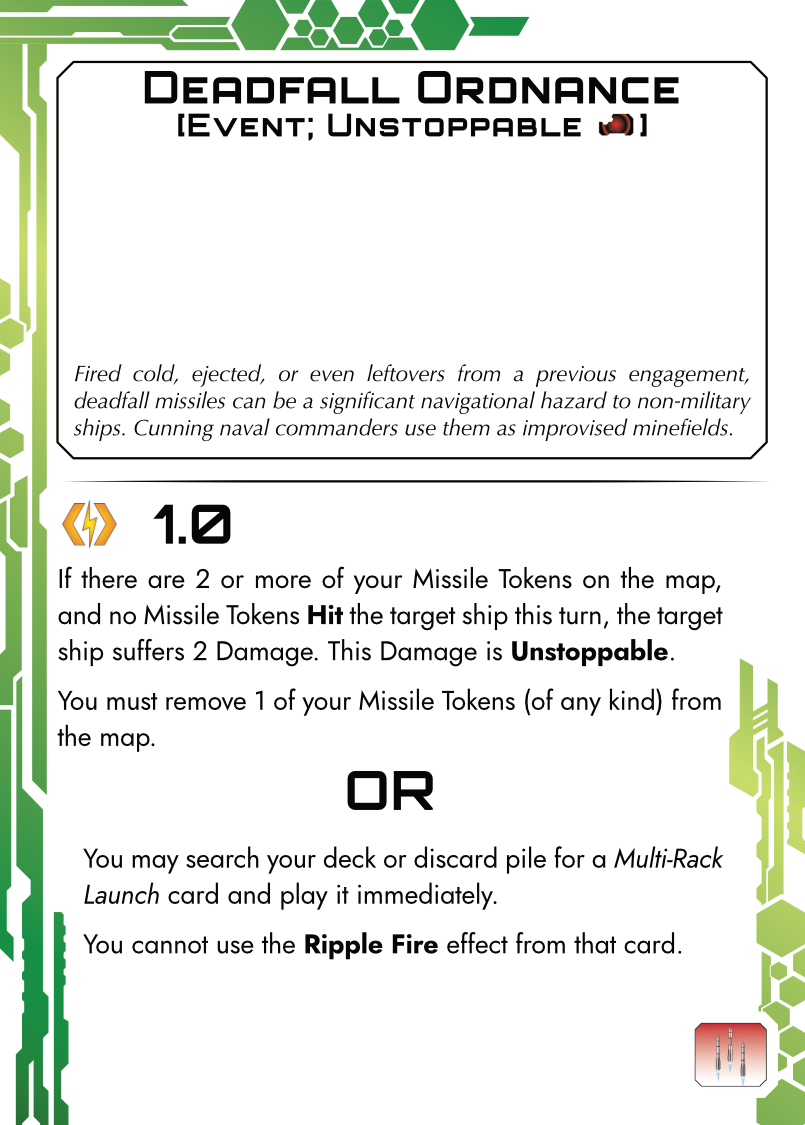 Deadfall Ordnance
[Event; Unstoppable ]
Fired cold, ejected, or even leftovers from a previous engagement,
deadfall missiles can be a significant navigational hazard to non-military
ships. Cunning naval commanders use them as improvised minefields.
1.0
If there are 2 or more of your Missile Tokens on the map,
and no Missile Tokens Hit the target ship this turn, the target
ship suffers 2 Damage. This Damage is Unstoppable.
You must remove 1 of your Missile Tokens (of any kind) from
the map.
OR
You may search your deck or discard pile for a Multi-Rack
Launch card and play it immediately.
You cannot use the Ripple Fire effect from that card.